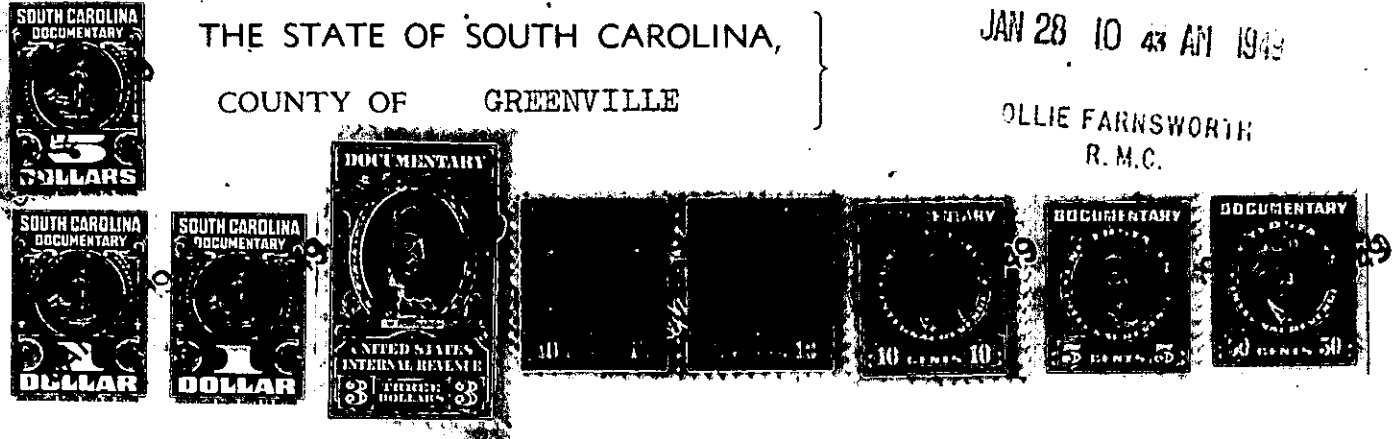 SOUTH CAROLINA
DOCUMENTARY
5
DOLLARS
THE STATE OF SOUTH CAROLINA,
COUNTY OF GREENVILLE
JAN 28 10 43 AM 1949
OLLIE FARNSWORTH
R. M. C.
SOUTH CAROLINA
DOCUMENTARY
1
DOLLAR
SOUTH CAROLINA
DOCUMENTARY
1
DOLLAR
DOCUMENTARY
UNITED STATES
INTERNAL REVENUE
3 THREE DOLLARS 3
10
10
10 CENTS 10
DOCUMENTARY
5 CENTS 5
DOCUMENTARY
50 CENTS 50